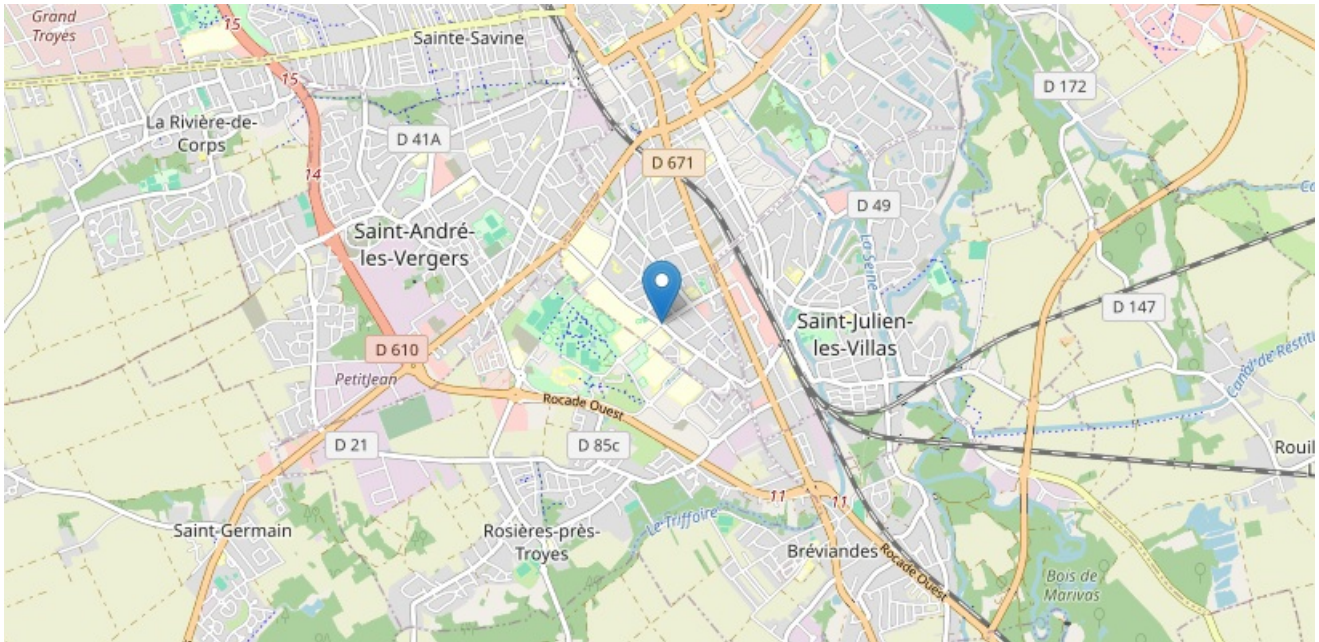 Grand
Troyes
15
Sainte-Savine
15
D 172
La Rivière-de-
Corps
D 41A
14
D 671
D 49
Saint-André-
les-Vergers
La Seine
D 147
Saint-Julien-
les-Villas
D 610
PetitJean
Rocade Ouest
Canal de Restitu
D 21
D 85c
Rouil
L
11
11
Saint-Germain
Rosières-près-
Troyes
Le Triffoire
Bréviandes
Rocade Ouest
Bois de
Marivas